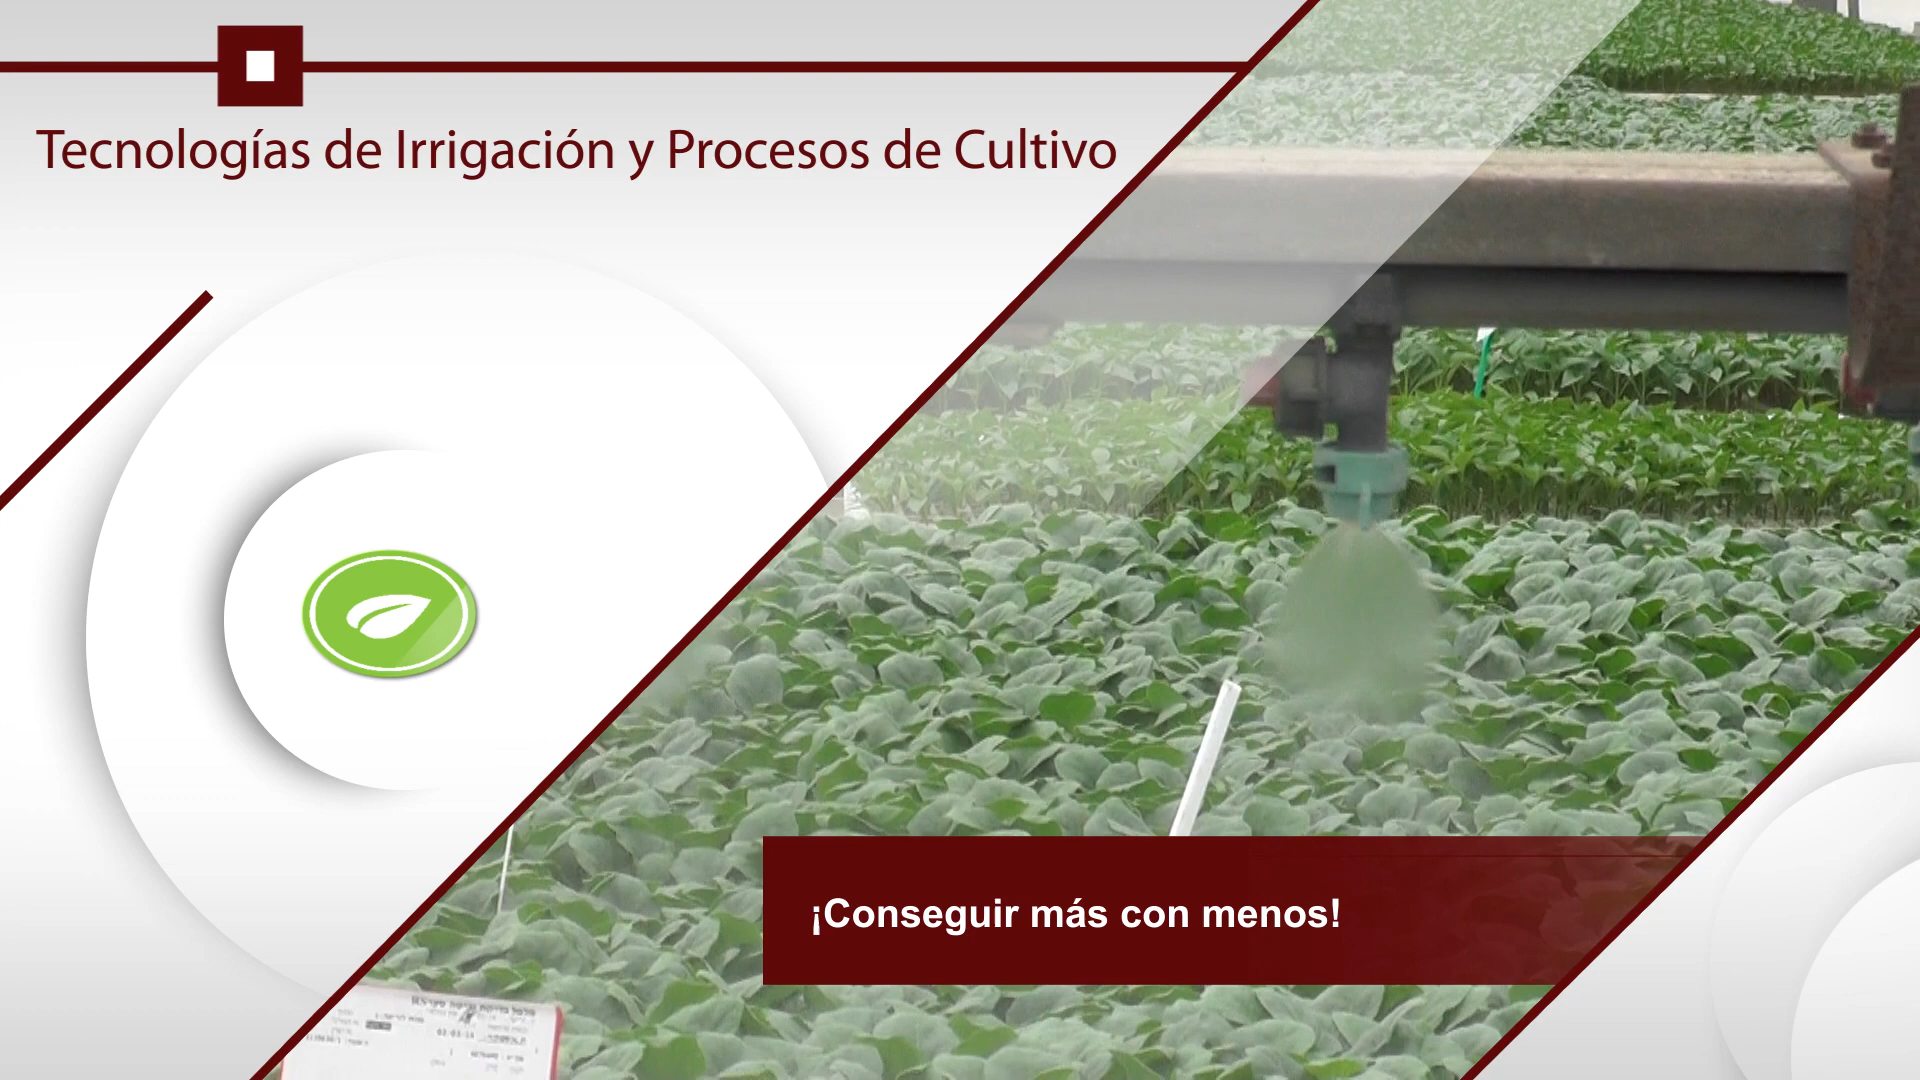 Tecnologías de Irrigación y Procesos de Cultivo
¡Conseguir más con menos!